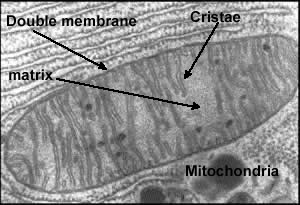 Double membrane
Cristae
matrix
Mitochondria